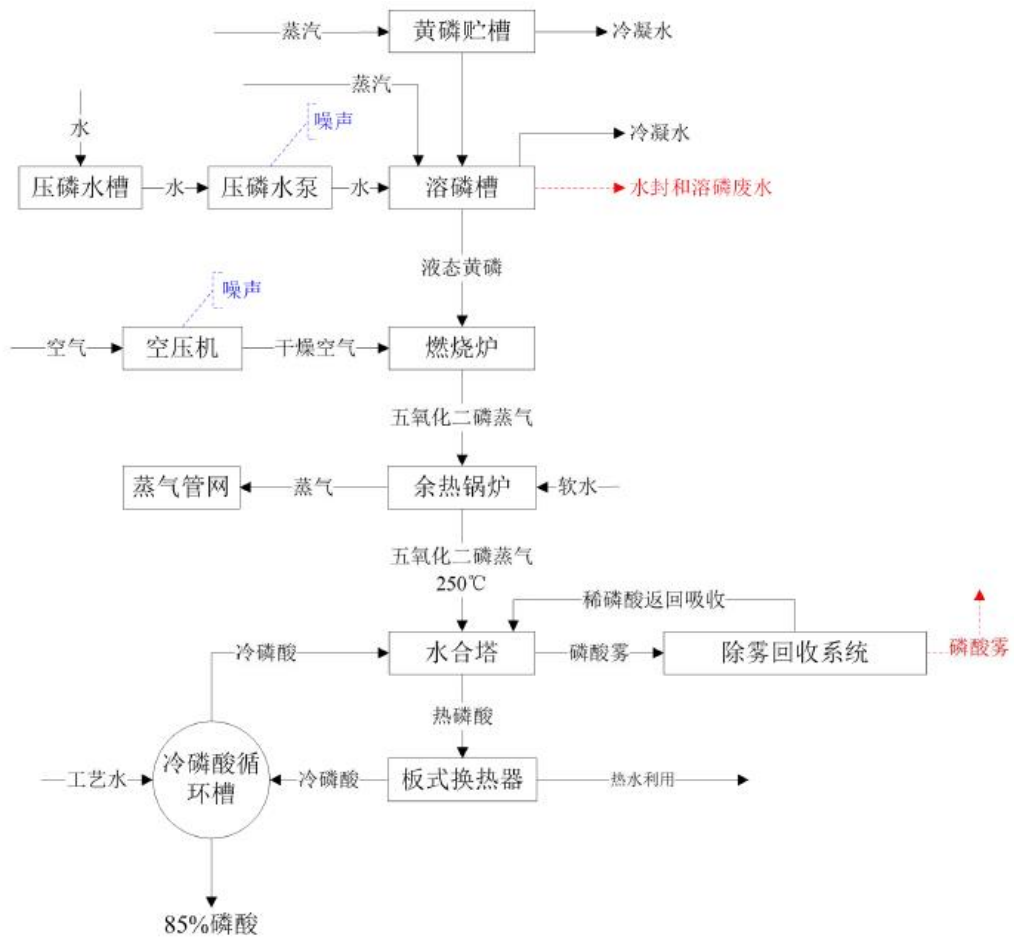 蒸汽
黄磷贮槽
冷凝水
蒸汽
噪声
水
冷凝水
压磷水槽
水
压磷水泵
水
溶磷槽
水封和溶磷废水
液态黄磷
噪声
空气
空压机
干燥空气
燃烧炉
五氧化二磷蒸气
蒸气管网
蒸气
余热锅炉
软水
五氧化二磷蒸气
250℃
稀磷酸返回吸收
冷磷酸
水合塔
磷酸雾
除雾回收系统
磷酸雾
热磷酸
工艺水
冷磷酸循
环槽
冷磷酸
板式换热器
热水利用
85%磷酸